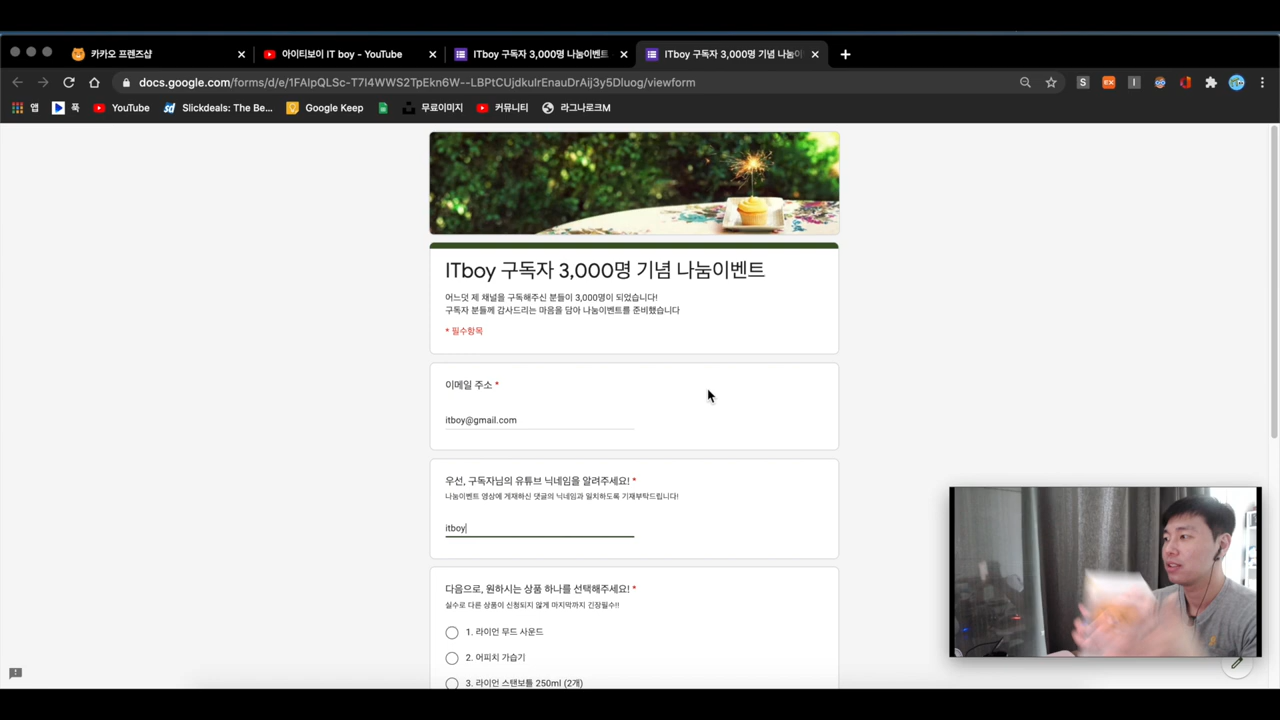 카카오 프렌즈샵
아이티보이 IT boy - YouTube
ITboy 구독자 3,000명 나눔이벤트
ITboy 구독자 3,000명 기념 나눔이
docs.google.com/forms/d/e/1FAIpQLSc-T7I4WWS2TpEkn6W--LBPtCUjdkuIrEnauDrAij3y5Dluog/viewform
앱
푹
YouTube
Slickdeals: The Be...
Google Keep
무료이미지
커뮤니티
라그나로크M
ITboy 구독자 3,000명 기념 나눔이벤트
어느덧 제 채널을 구독해주신 분들이 3,000명이 되었습니다!
구독자 분들께 감사드리는 마음을 담아 나눔이벤트를 준비했습니다
* 필수항목
이메일 주소 *
itboy@gmail.com
우선, 구독자님의 유튜브 닉네임을 알려주세요! *
나눔이벤트 영상에 게재하신 댓글의 닉네임과 일치하도록 기재부탁드립니다!
itboy
다음으로, 원하시는 상품 하나를 선택해주세요! *
실수로 다른 상품이 신청되지 않게 마지막까지 긴장필수!!
1. 라이언 무드 사운드
2. 어피치 가습기
3. 라이언 스탠보틀 250ml (2개)